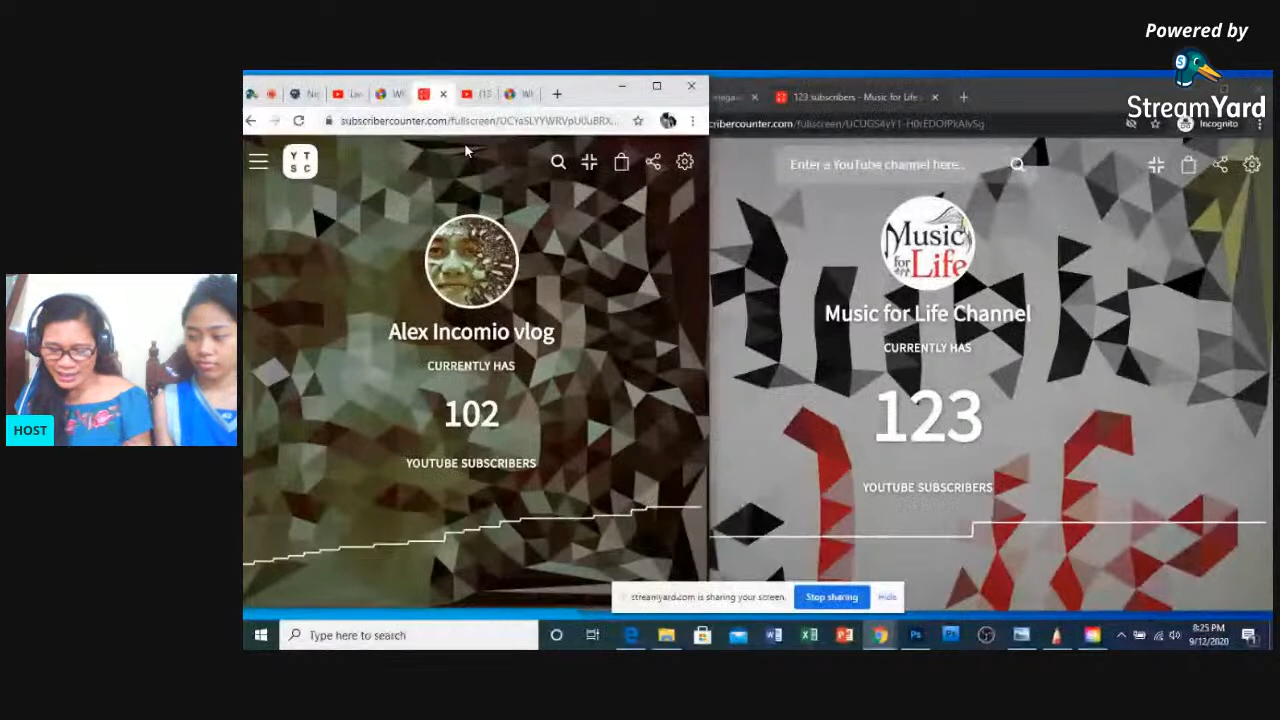 Powered by
StreamYard
Ne
Liv
123 subscribers - Music for Life
subscribercounter.com/fullscreen/
Incognito
Y T
S C
Enter a YouTube channel here..
Music
for
Life
Alex Incomio vlog
CURRENTLY HAS
102
YOUTUBE SUBSCRIBERS
Music for Life Channel
CURRENTLY HAS
123
YOUTUBE SUBSCRIBERS
HOST
streamyard.com is sharing your screen.
Stop sharing
Hide
Type here to search
8:25 PM
9/12/2020